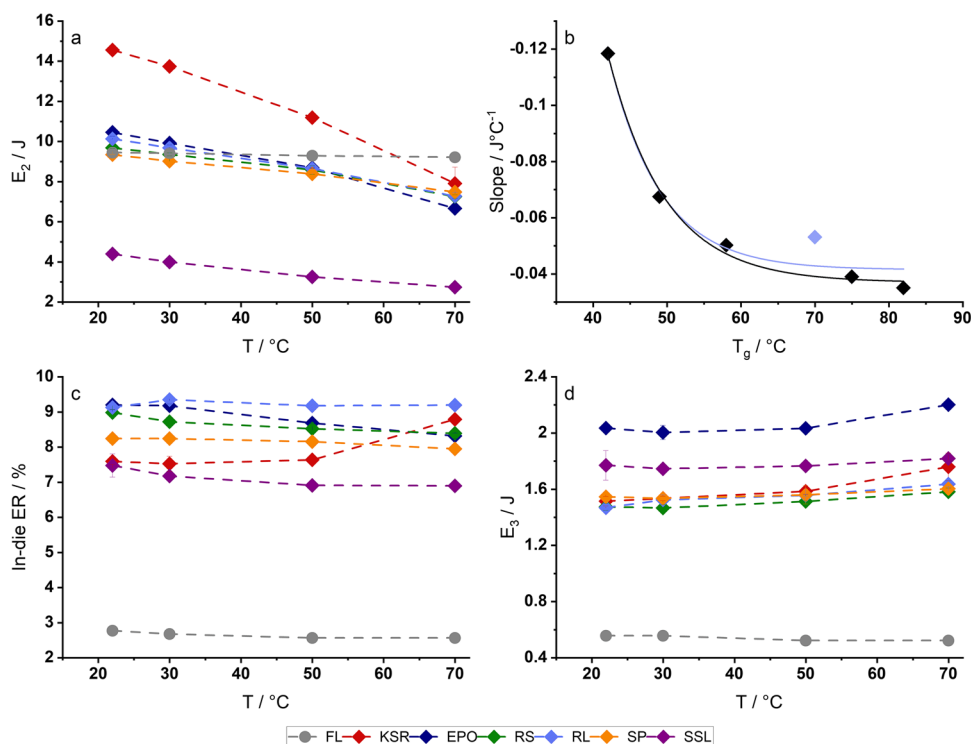 a
E2 / J
16
14
12
10
8
6
4
2
20 30 40 50 60 70
T / °C
b
Slope / J°C-1
-0.12
-0.1
-0.08
-0.06
-0.04
40 50 60 70 80 90
Tg / °C
c
In-die ER / %
10
9
8
7
6
5
4
3
2
20 30 40 50 60 70
T / °C
d
E3 / J
2.4
2
1.6
1.2
0.8
0.4
20 30 40 50 60 70
T / °C
FL KSR EPO RS RL SP SSL